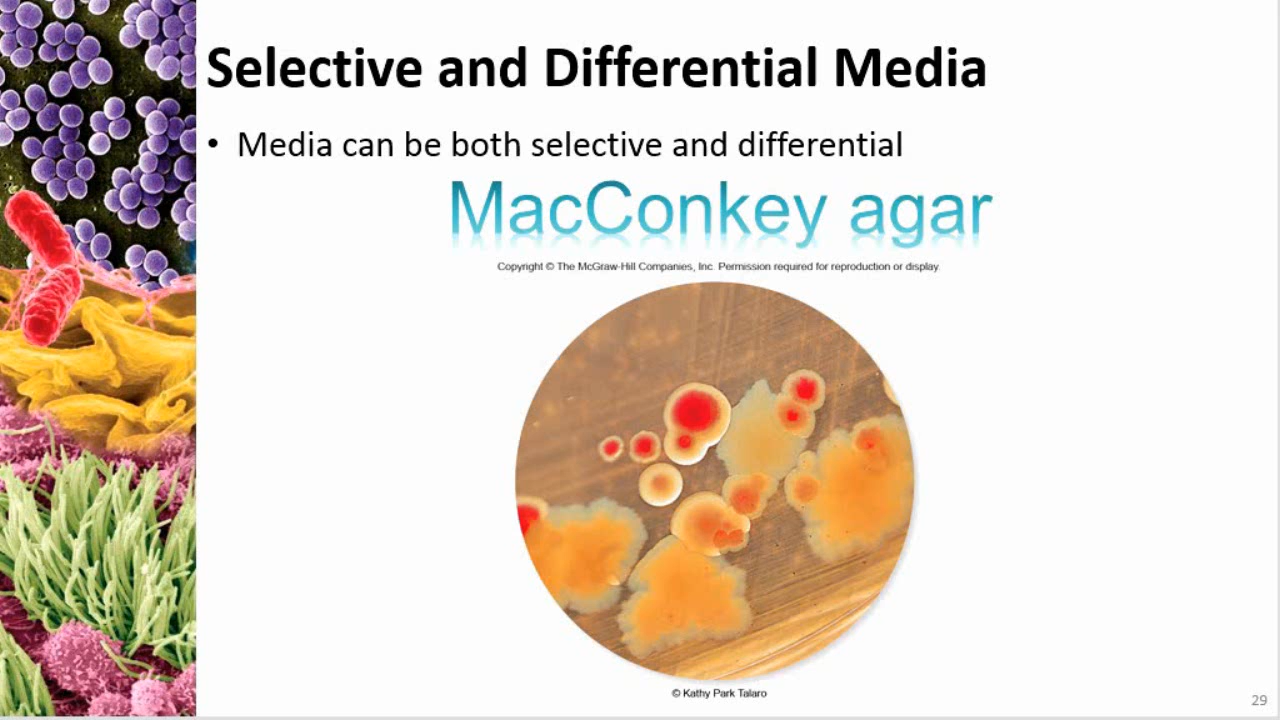 Selective and Differential Media
• Media can be both selective and differential
MacConkey agar
Copyright © The McGraw-Hill Companies, Inc. Permission required for reproduction or display.
© Kathy Park Talaro
29